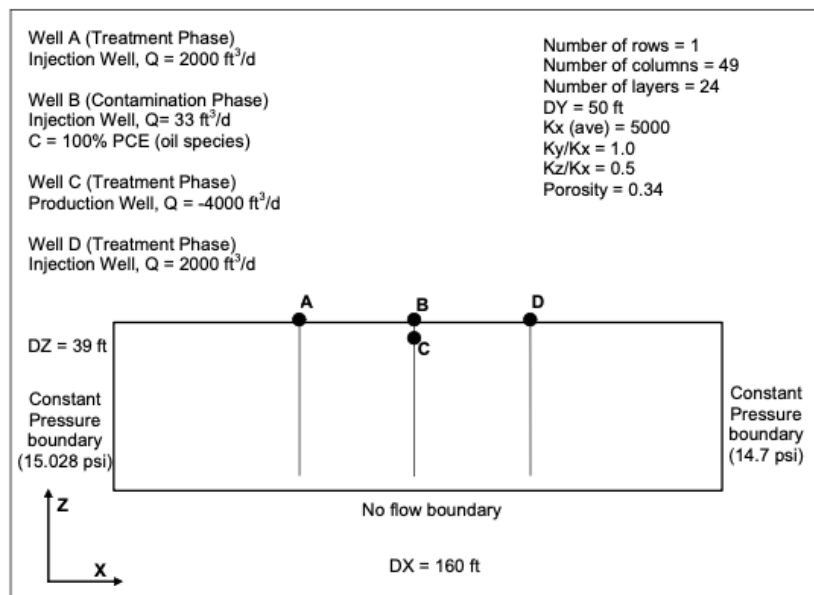 Well A (Treatment Phase)
Injection Well, Q = 2000 ft³/d
Well B (Contamination Phase)
Injection Well, Q= 33 ft³/d
C = 100% PCE (oil species)
Well C (Treatment Phase)
Production Well, Q = -4000 ft³/d
Well D (Treatment Phase)
Injection Well, Q = 2000 ft³/d
Number of rows = 1
Number of columns = 49
Number of layers = 24
DY = 50 ft
Kx (ave) = 5000
Ky/Kx = 1.0
Kz/Kx = 0.5
Porosity = 0.34
A
B
D
C
DZ = 39 ft
Constant
Pressure
boundary
(15.028 psi)
Constant
Pressure
boundary
(14.7 psi)
Z
X
No flow boundary
DX = 160 ft